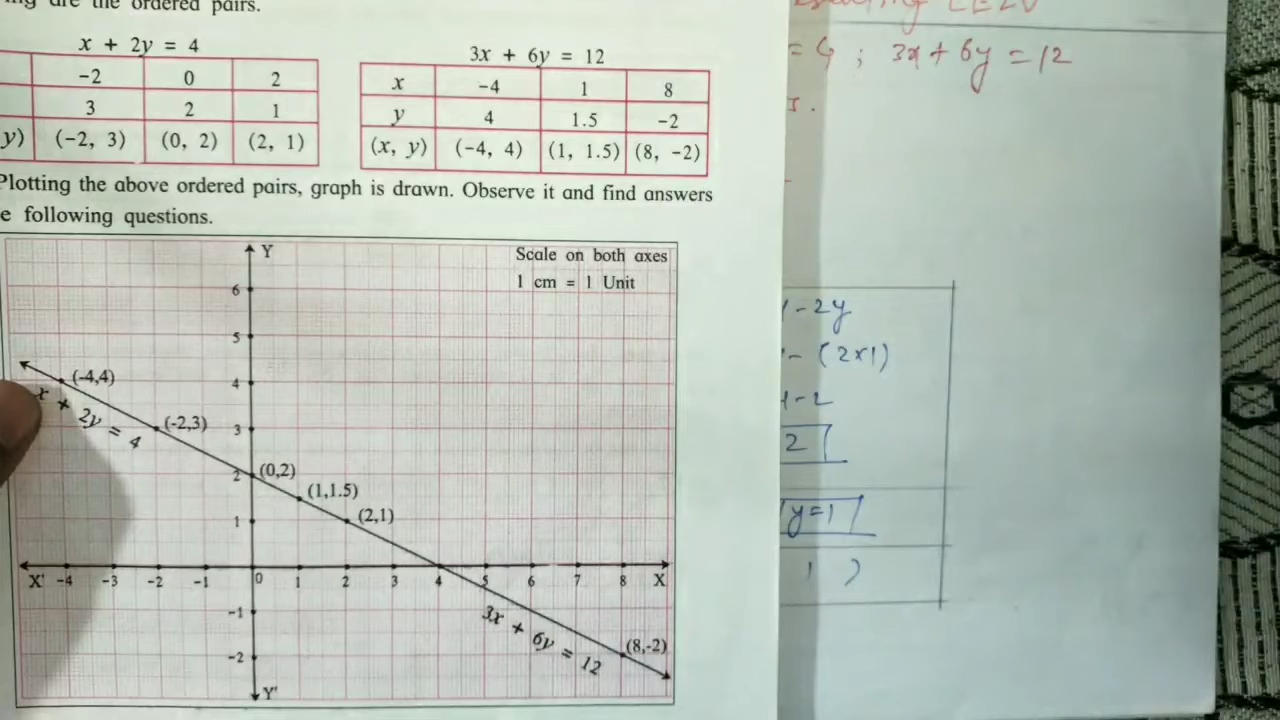 the ordered pairs.
x + 2y = 4
-2 0 2
3 2 1
y) (-2, 3) (0, 2) (2, 1)
3x + 6y = 12
x -4 1 8
y 4 1.5 -2
(x, y) (-4, 4) (1, 1.5) (8, -2)
Plotting the above ordered pairs, graph is drawn. Observe it and find answers
e following questions.
Scale on both axes
1 cm = 1 Unit
Y
6
5
4
3
2
1
-1
-2
Y'
X' -4 -3 -2 -1 0 1 2 3 4 5 6 7 8 X
(-4,4)
(-2,3)
(0,2)
(1,1.5)
(2,1)
(8,-2)
x + 2y = 4
3x + 6y = 12
= 4 ; 3x + 6y = 12
- 2y
- (2x1)
-2
2
y=1
1 )